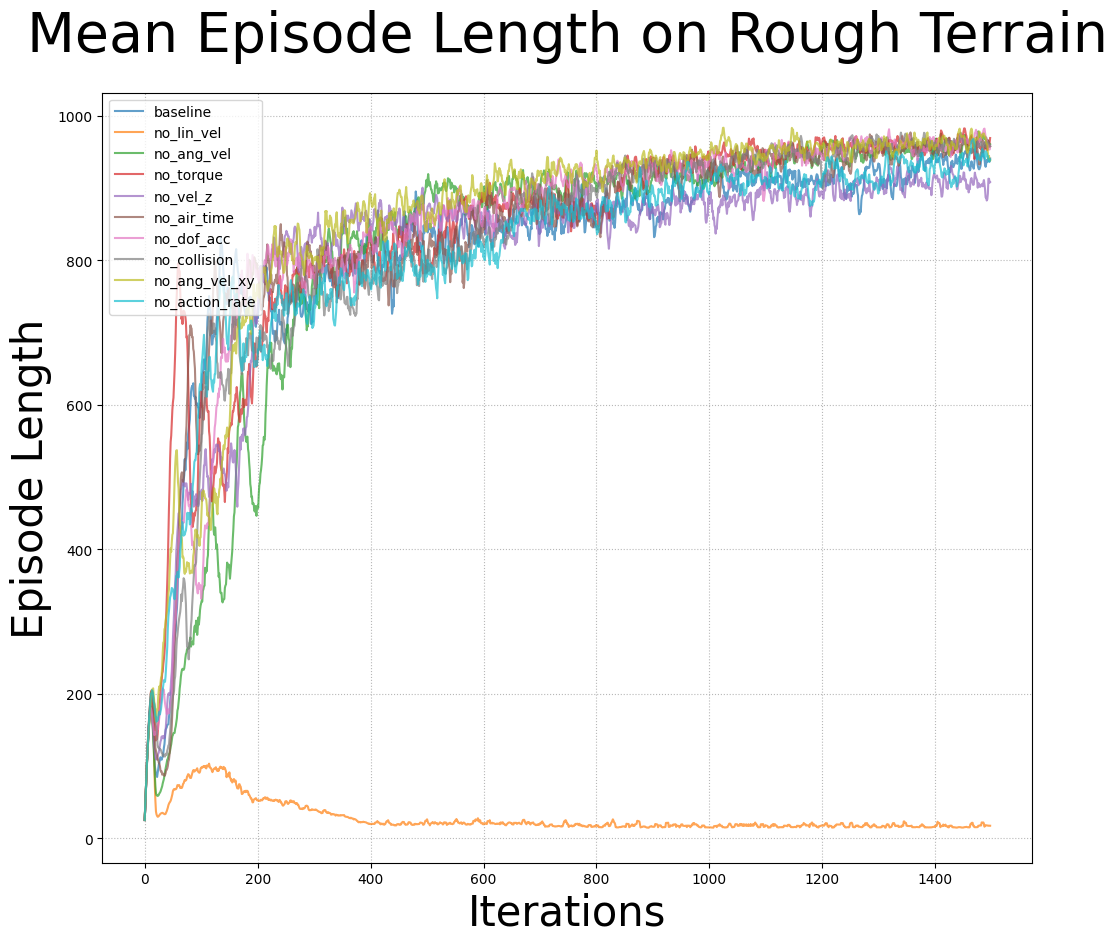 Mean Episode Length on Rough Terrain
baseline
no_lin_vel
no_ang_vel
no_torque
no_vel_z
no_air_time
no_dof_acc
no_collision
no_ang_vel_xy
no_action_rate
Episode Length
1000
800
600
400
200
0
0 200 400 600 800 1000 1200 1400
Iterations